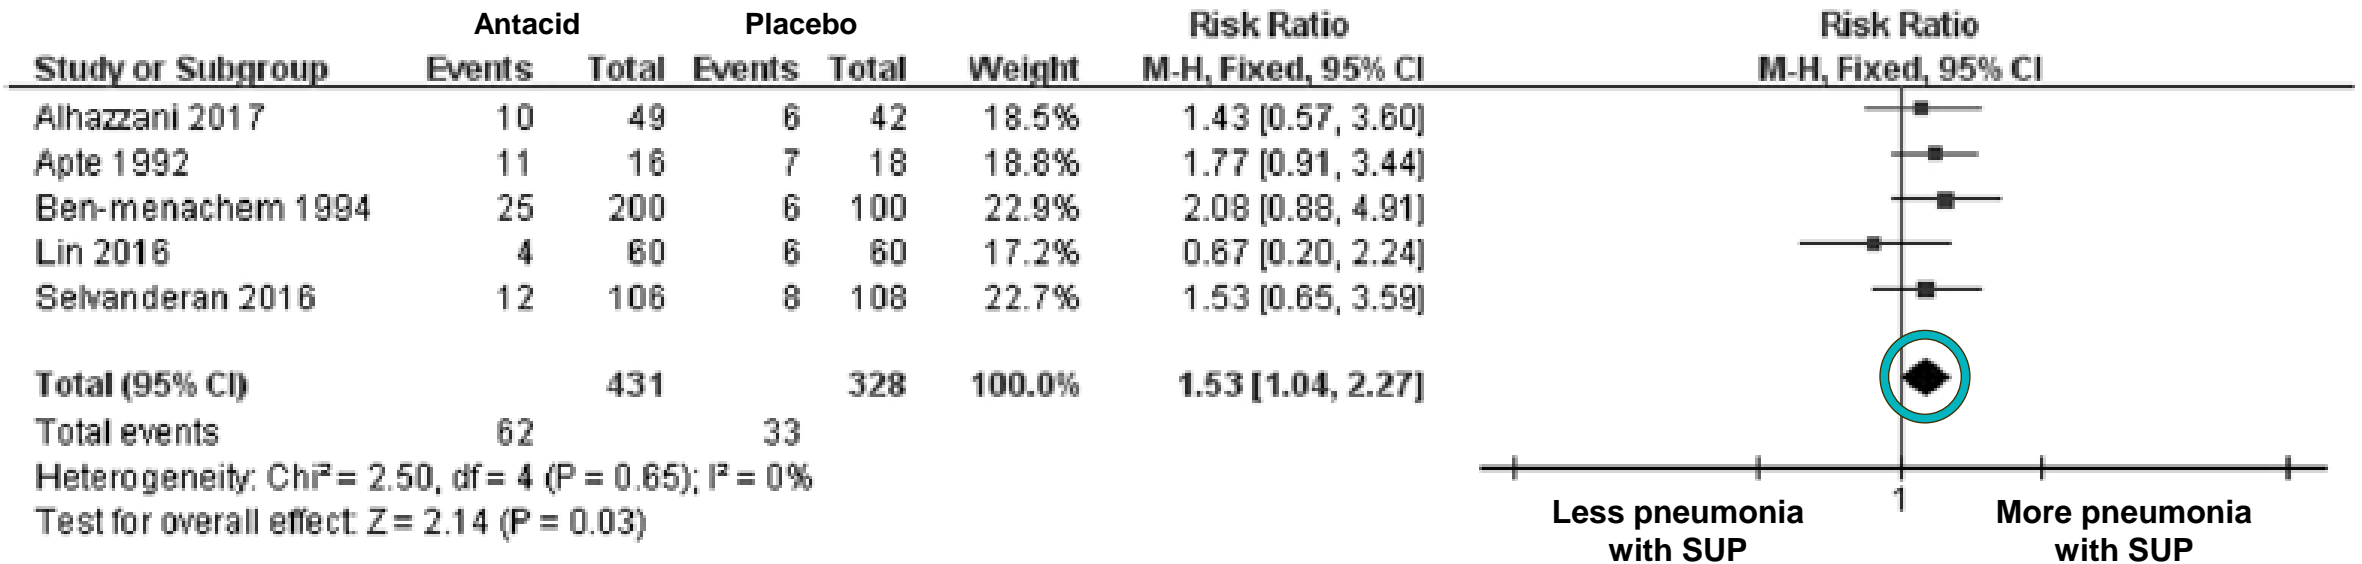 Antacid Placebo Risk Ratio Risk Ratio
Study or Subgroup Events Total Events Total Weight M-H, Fixed, 95% CI M-H, Fixed, 95% CI
Alhazzani 2017 10 49 6 42 18.5% 1.43 [0.57, 3.60]
Apte 1992 11 16 7 18 18.8% 1.77 [0.91, 3.44]
Ben-menachem 1994 25 200 6 100 22.9% 2.08 [0.88, 4.91]
Lin 2016 4 60 6 60 17.2% 0.67 [0.20, 2.24]
Selvanderan 2016 12 106 8 108 22.7% 1.53 [0.65, 3.59]
Total (95% CI) 431 328 100.0% 1.53 [1.04, 2.27]
Total events 62 33
Heterogeneity: Chi² = 2.50, df = 4 (P = 0.65); I² = 0%
Test for overall effect: Z = 2.14 (P = 0.03)
1
Less pneumonia More pneumonia
with SUP with SUP